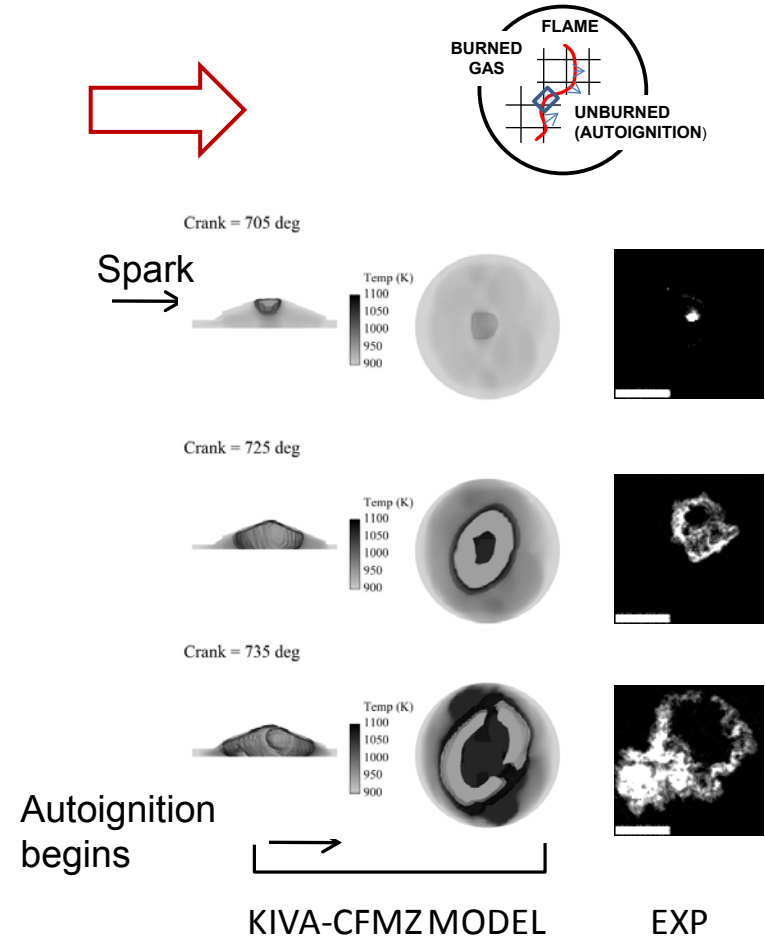 FLAME
BURNED
GAS
UNBURNED
(AUTOIGNITION)
Crank = 705 deg
Spark
Temp (K)
1100
1050
1000
950
900
Crank = 725 deg
Temp (K)
1100
1050
1000
950
900
Crank = 735 deg
Temp (K)
1100
1050
1000
950
900
Autoignition
begins
KIVA-CFMZ MODEL
EXP